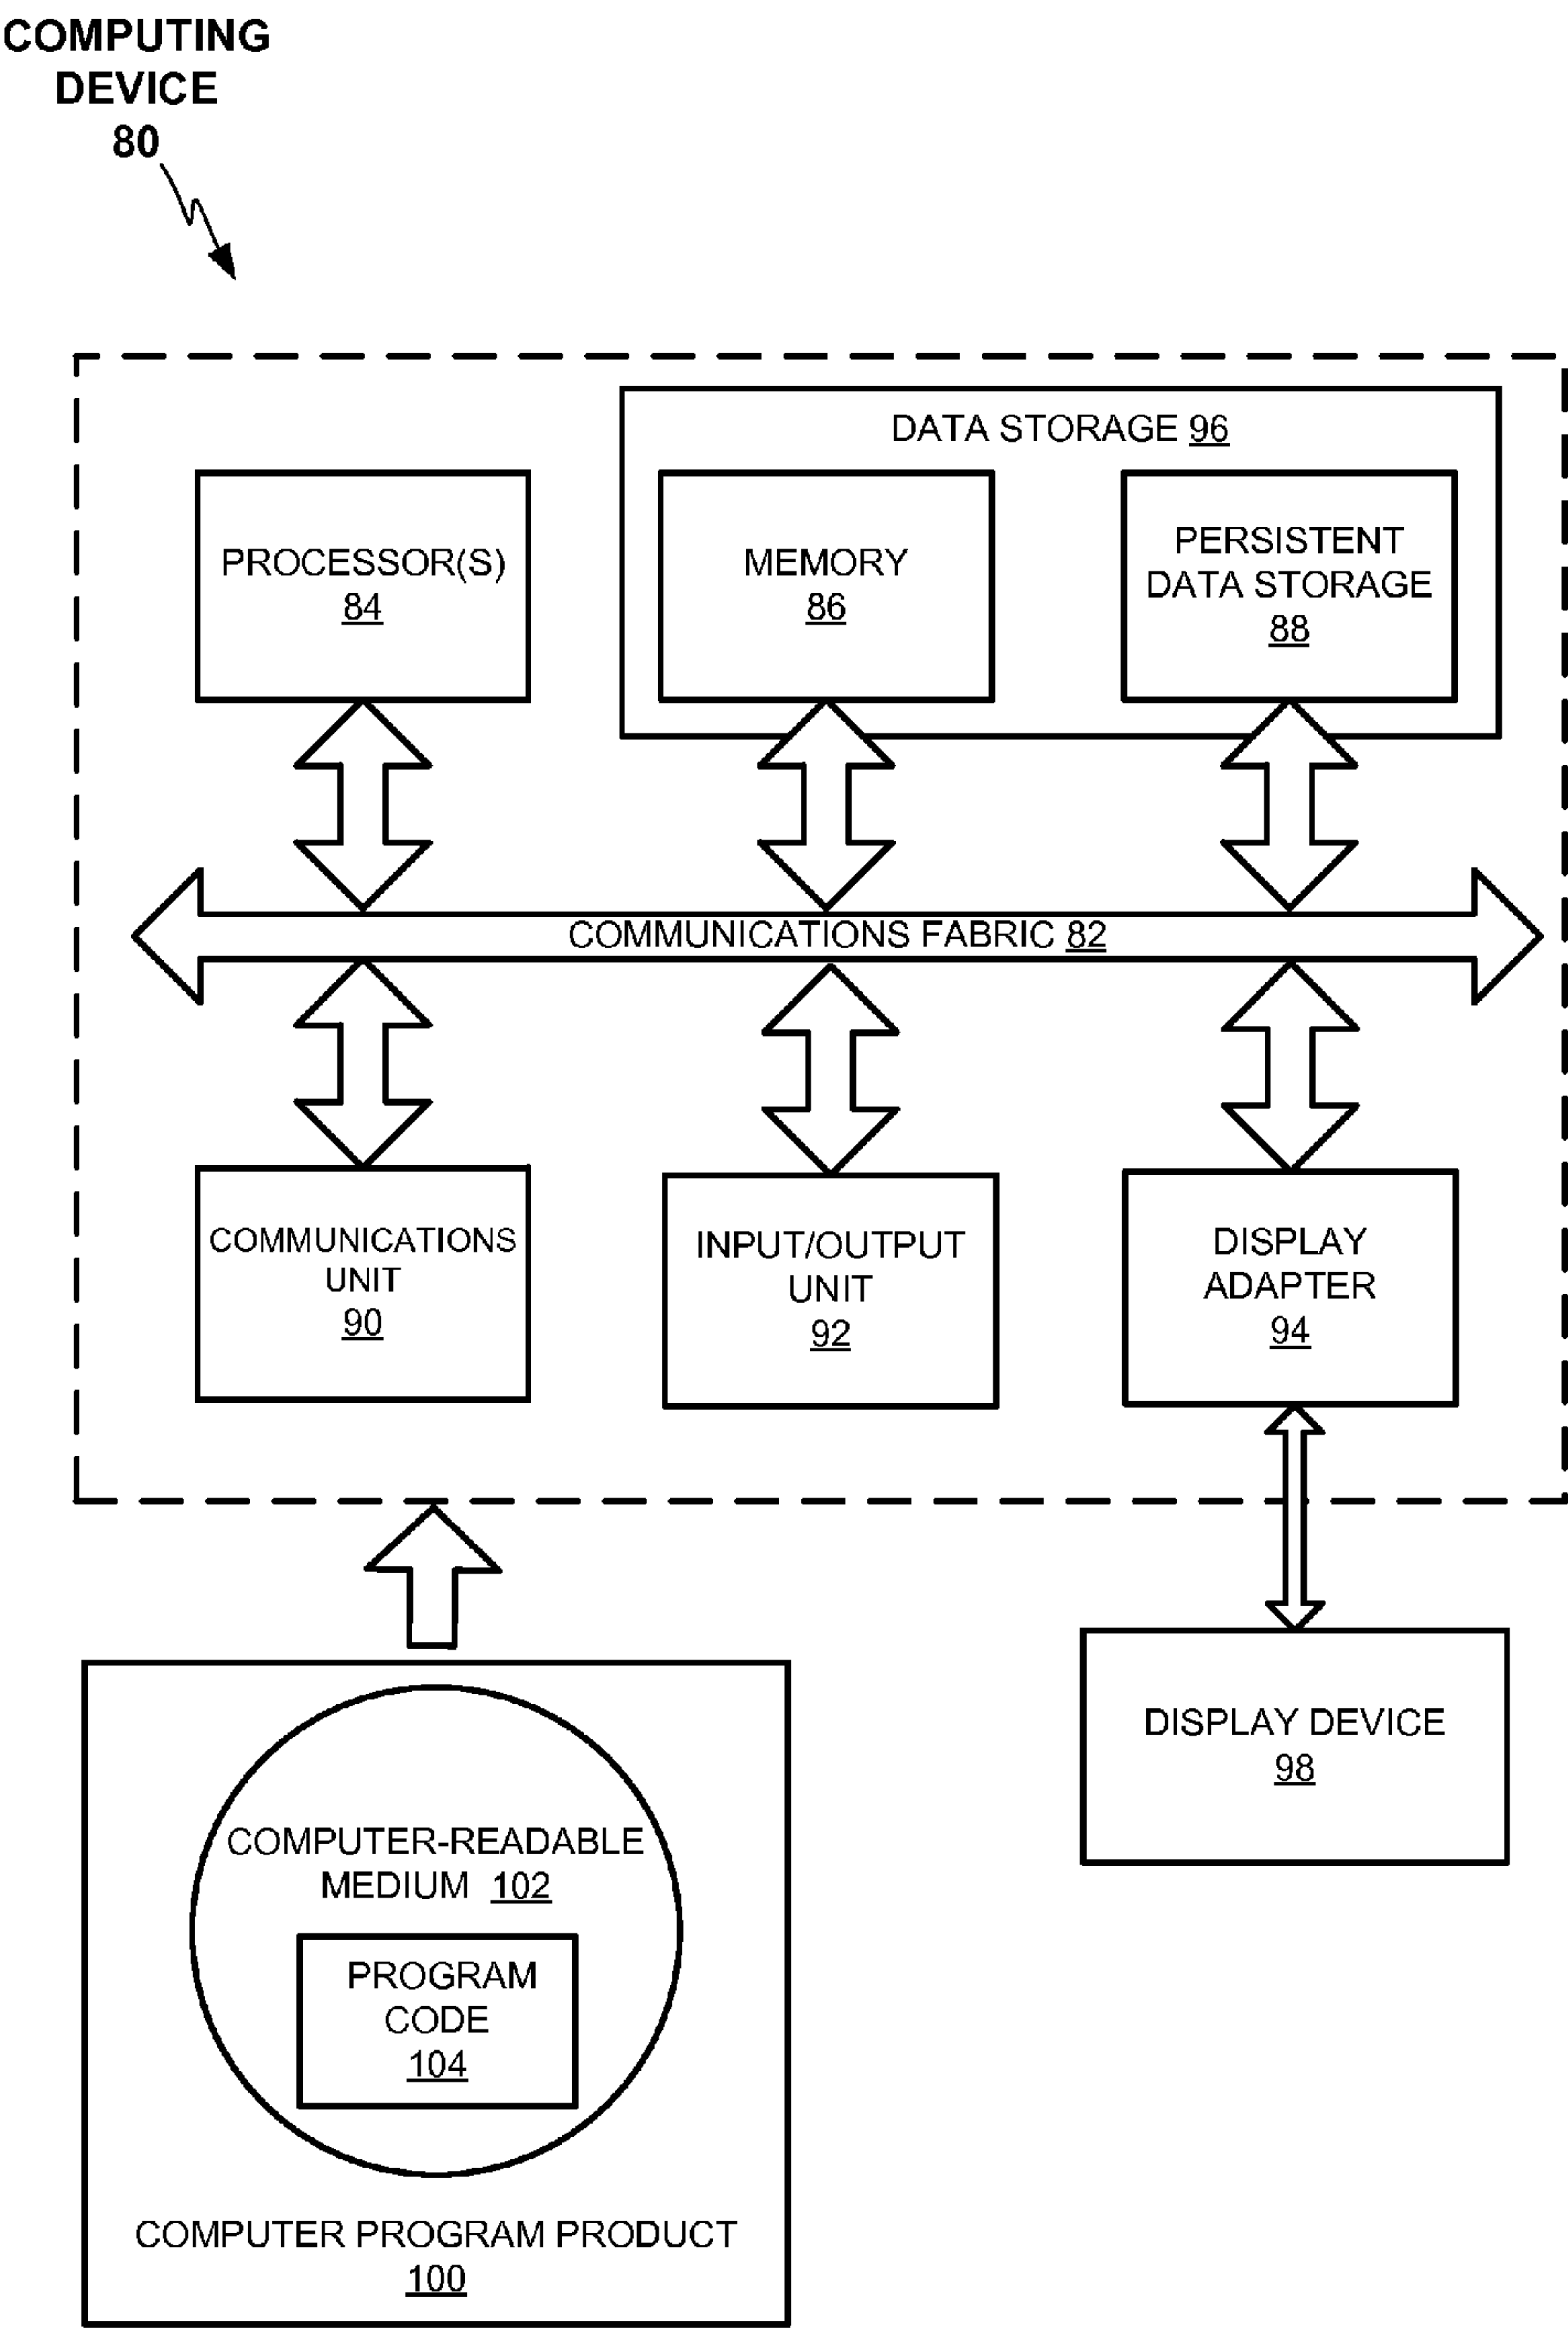 COMPUTING
DEVICE
80
DATA STORAGE 96
PROCESSOR(S)
84
MEMORY
86
PERSISTENT
DATA STORAGE
88
COMMUNICATIONS FABRIC 82
COMMUNICATIONS
UNIT
90
INPUT/OUTPUT
UNIT
92
DISPLAY
ADAPTER
94
DISPLAY DEVICE
98
COMPUTER-READABLE
MEDIUM 102
PROGRAM
CODE
104
COMPUTER PROGRAM PRODUCT
100